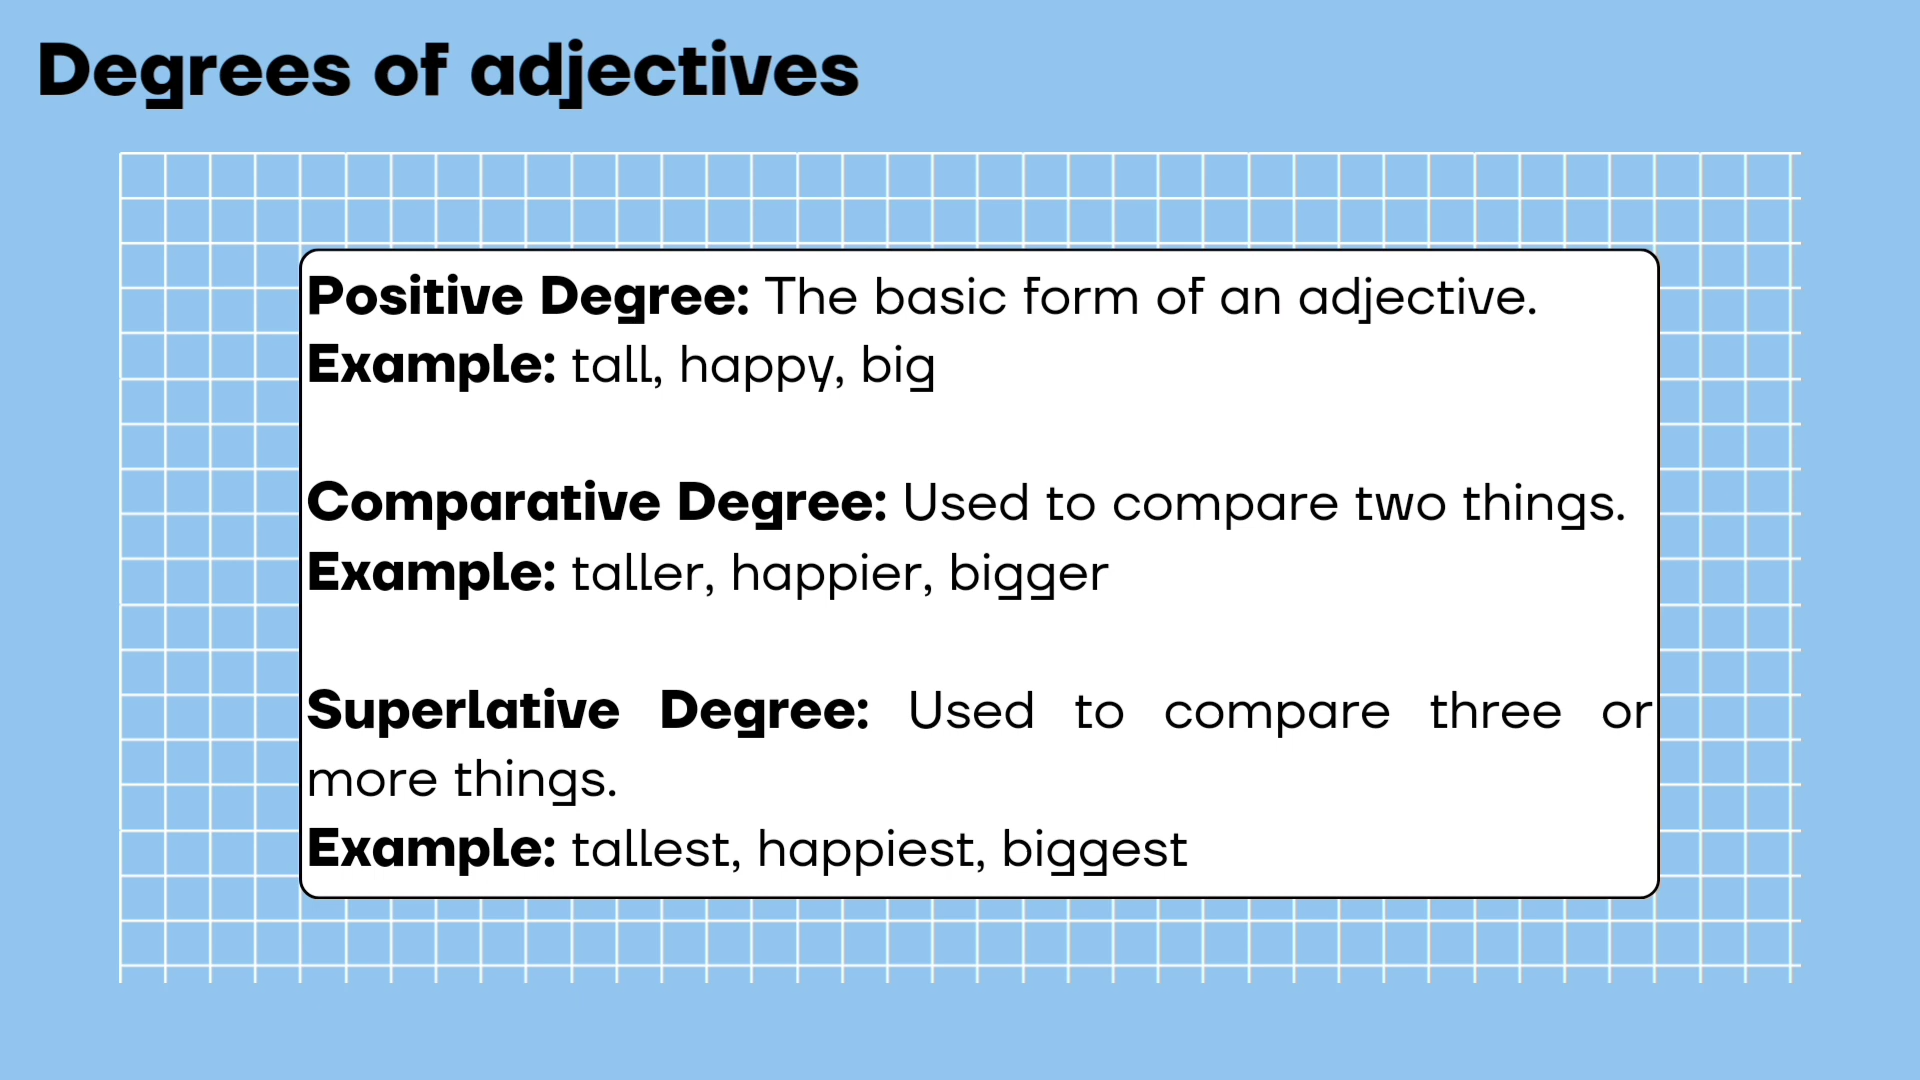 Degrees of adjectives
Positive Degree: The basic form of an adjective.
Example: tall, happy, big
Comparative Degree: Used to compare two things.
Example: taller, happier, bigger
Superlative Degree: Used to compare three or
more things.
Example: tallest, happiest, biggest